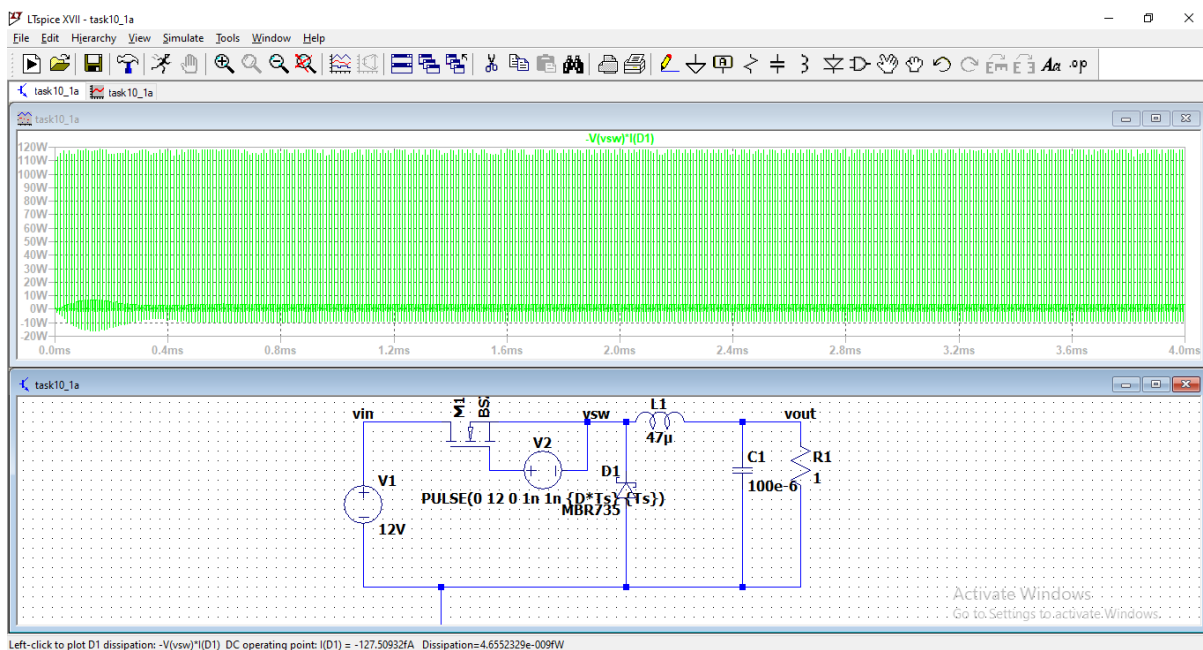 LTspice XVII - task10_1a
File Edit Hierarchy View Simulate Tools Window Help
Aa .op
task10_1a task10_1a
task10_1a
-V(vsw)*I(D1)
120W
110W
100W
90W
80W
70W
60W
50W
40W
30W
20W
10W
0W
-10W
-20W
0.0ms 0.4ms 0.8ms 1.2ms 1.6ms 2.0ms 2.4ms 2.8ms 3.2ms 3.6ms 4.0ms
task10_1a
vin M1 vsw L1 vout
47µ
V2
D1 C1 R1
V1 1
PULSE(0 12 0 1n 1n {D*Ts} {Ts}) 100e-6
MBR735
12V
Activate Windows
Go to Settings to activate Windows.
Left-click to plot D1 dissipation: -V(vsw)*I(D1) DC operating point: I(D1) = -127.50932fA Dissipation=4.6552329e-009fW